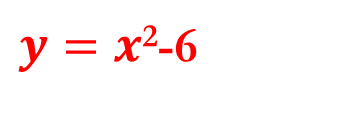 y = x²-6